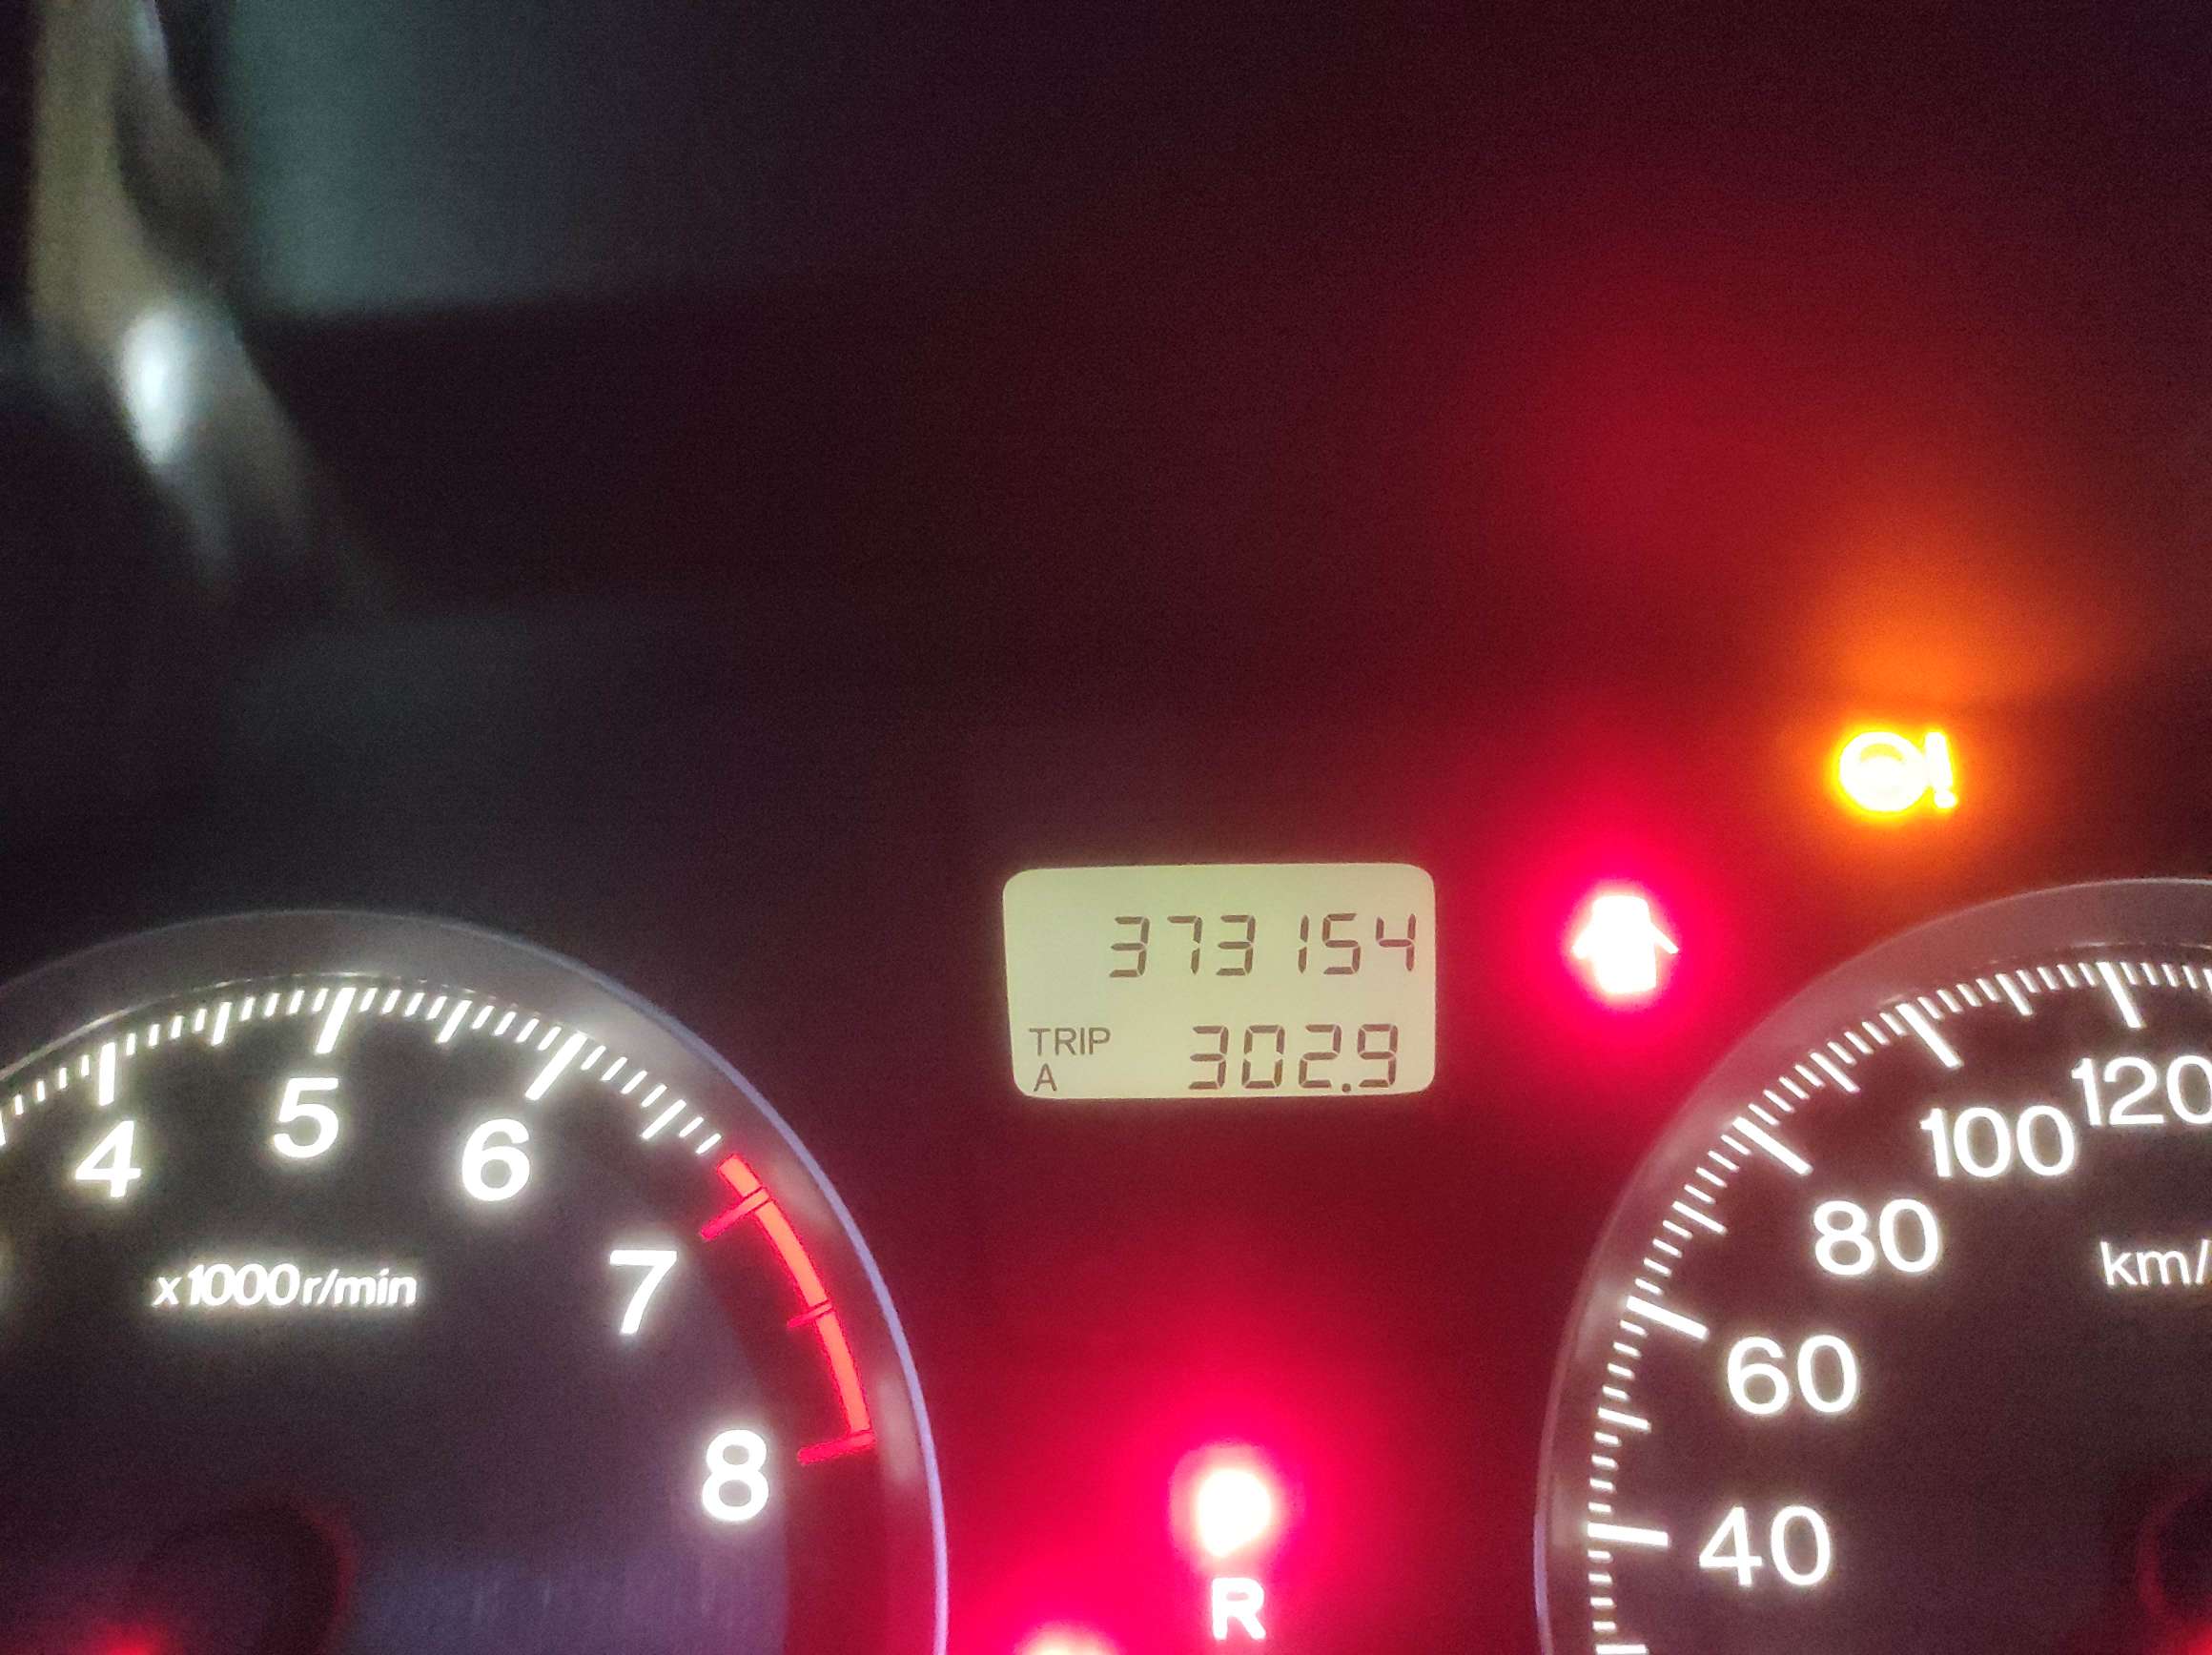 373154
TRIP 302.9
A
4 5 6 7 8
x1000r/min
40 60 80 100 120
km/
R